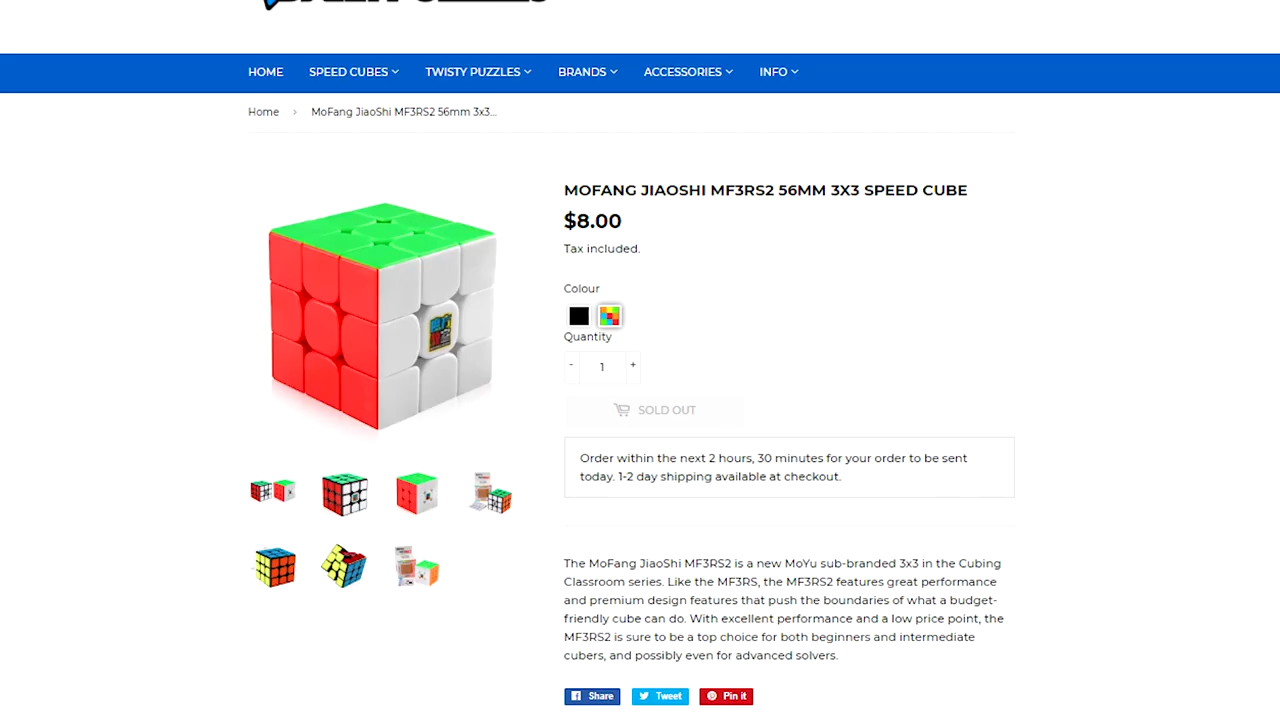 HOME SPEED CUBES TWISTY PUZZLES BRANDS ACCESSORIES INFO
Home › MoFang JiaoShi MF3RS2 56mm 3x3...
MOFANG JIAOSHI MF3RS2 56MM 3X3 SPEED CUBE
$8.00
Tax included.
Colour
Quantity
- 1 +
SOLD OUT
Order within the next 2 hours, 30 minutes for your order to be sent
today. 1-2 day shipping available at checkout.
The MoFang JiaoShi MF3RS2 is a new MoYu sub-branded 3x3 in the Cubing
Classroom series. Like the MF3RS, the MF3RS2 features great performance
and premium design features that push the boundaries of what a budget-
friendly cube can do. With excellent performance and a low price point, the
MF3RS2 is sure to be a top choice for both beginners and intermediate
cubers, and possibly even for advanced solvers.
Share Tweet Pin it